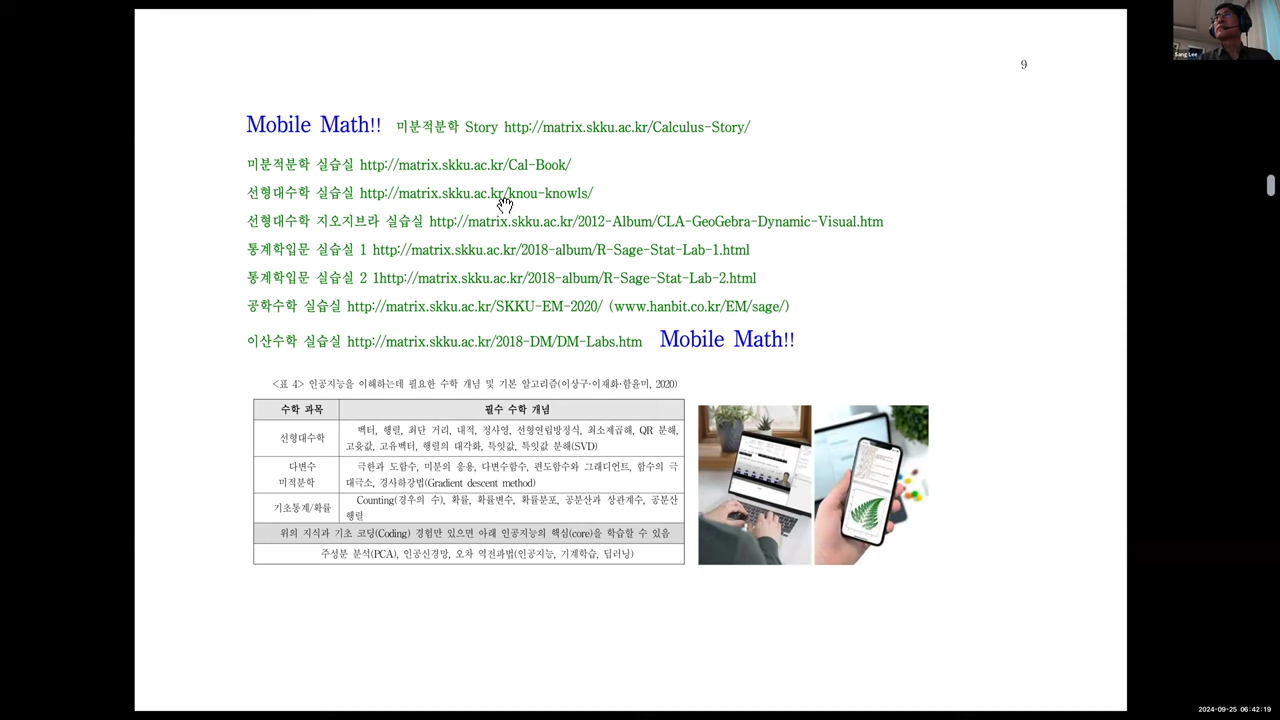 Sang Lee
9
Mobile Math!! 미분적분학 Story http://matrix.skku.ac.kr/Calculus-Story/
미분적분학 실습실 http://matrix.skku.ac.kr/Cal-Book/
선형대수학 실습실 http://matrix.skku.ac.kr/knou-knowls/
선형대수학 지오지브라 실습실 http://matrix.skku.ac.kr/2012-Album/CLA-GeoGebra-Dynamic-Visual.htm
통계학입문 실습실 1 http://matrix.skku.ac.kr/2018-album/R-Sage-Stat-Lab-1.html
통계학입문 실습실 2 1http://matrix.skku.ac.kr/2018-album/R-Sage-Stat-Lab-2.html
공학수학 실습실 http://matrix.skku.ac.kr/SKKU-EM-2020/ (www.hanbit.co.kr/EM/sage/)
이산수학 실습실 http://matrix.skku.ac.kr/2018-DM/DM-Labs.htm Mobile Math!!
<표 4> 인공지능을 이해하는데 필요한 수학 개념 및 기본 알고리즘(이상구·이재화·함윤미, 2020)
수학 과목 필수 수학 개념
선형대수학
벡터, 행렬, 최단 거리, 내적, 정사영, 선형연립방정식, 최소제곱해, QR 분해,
고윳값, 고유벡터, 행렬의 대각화, 특잇값, 특잇값 분해(SVD)
다변수
미적분학
극한과 도함수, 미분의 응용, 다변수함수, 편도함수와 그래디언트, 함수의 극
대극소, 경사하강법(Gradient descent method)
기초통계/확률
Counting(경우의 수), 확률, 확률변수, 확률분포, 공분산과 상관계수, 공분산
행렬
위의 지식과 기초 코딩(Coding) 경험만 있으면 아래 인공지능의 핵심(core)을 학습할 수 있음
주성분 분석(PCA), 인공신경망, 오차 역전파법(인공지능, 기계학습, 딥러닝)
2024-09-25 06:42:19